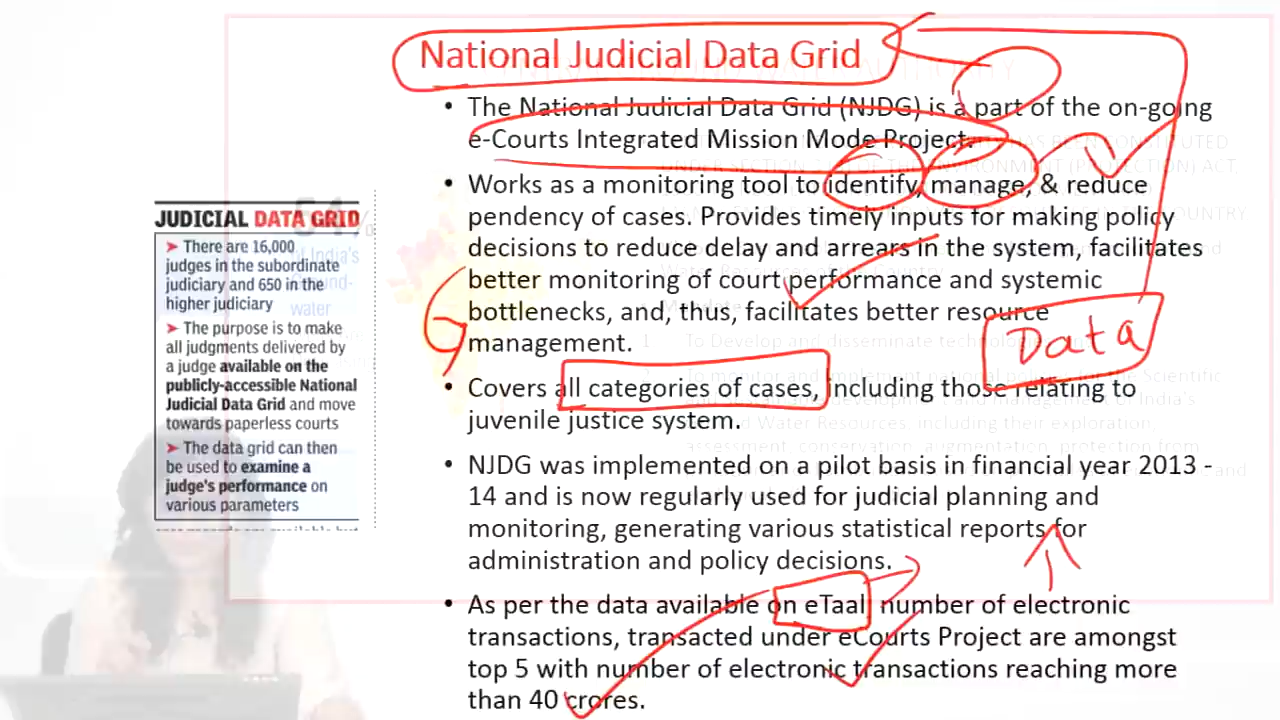 National Judicial Data Grid
• The National Judicial Data Grid (NJDG) is a part of the on-going
e-Courts Integrated Mission Mode Project.
• Works as a monitoring tool to identify, manage, & reduce
pendency of cases. Provides timely inputs for making policy
decisions to reduce delay and arrears in the system, facilitates
better monitoring of court performance and systemic
bottlenecks, and, thus, facilitates better resource
management.
Data
• Covers all categories of cases, including those relating to
juvenile justice system.
• NJDG was implemented on a pilot basis in financial year 2013 -
14 and is now regularly used for judicial planning and
monitoring, generating various statistical reports for
administration and policy decisions.
• As per the data available on eTaal, number of electronic
transactions, transacted under eCourts Project are amongst
top 5 with number of electronic transactions reaching more
than 40 crores.
JUDICIAL DATA GRID
➤ There are 16,000
judges in the subordinate
judiciary and 650 in the
higher judiciary
➤ The purpose is to make
all judgments delivered by
a judge available on the
publicly-accessible National
Judicial Data Grid and move
towards paperless courts
➤ The data grid can then
be used to examine a
judge's performance on
various parameters
54%
of India's
Ground-
water